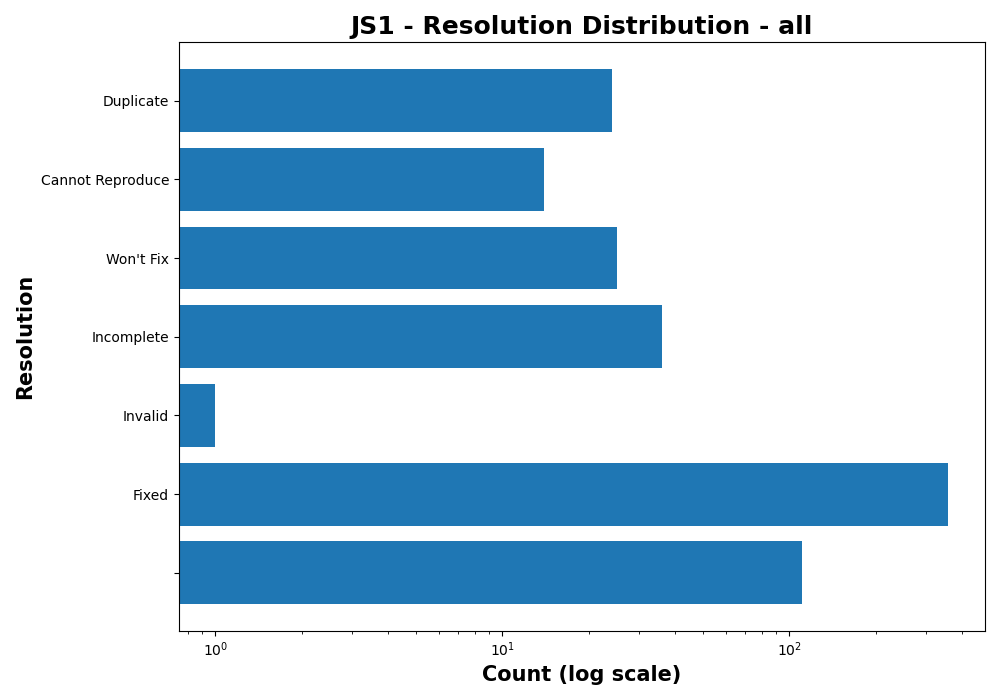 JS1 - Resolution Distribution - all
Resolution
Duplicate
Cannot Reproduce
Won't Fix
Incomplete
Invalid
Fixed
10⁰ 10¹ 10²
Count (log scale)